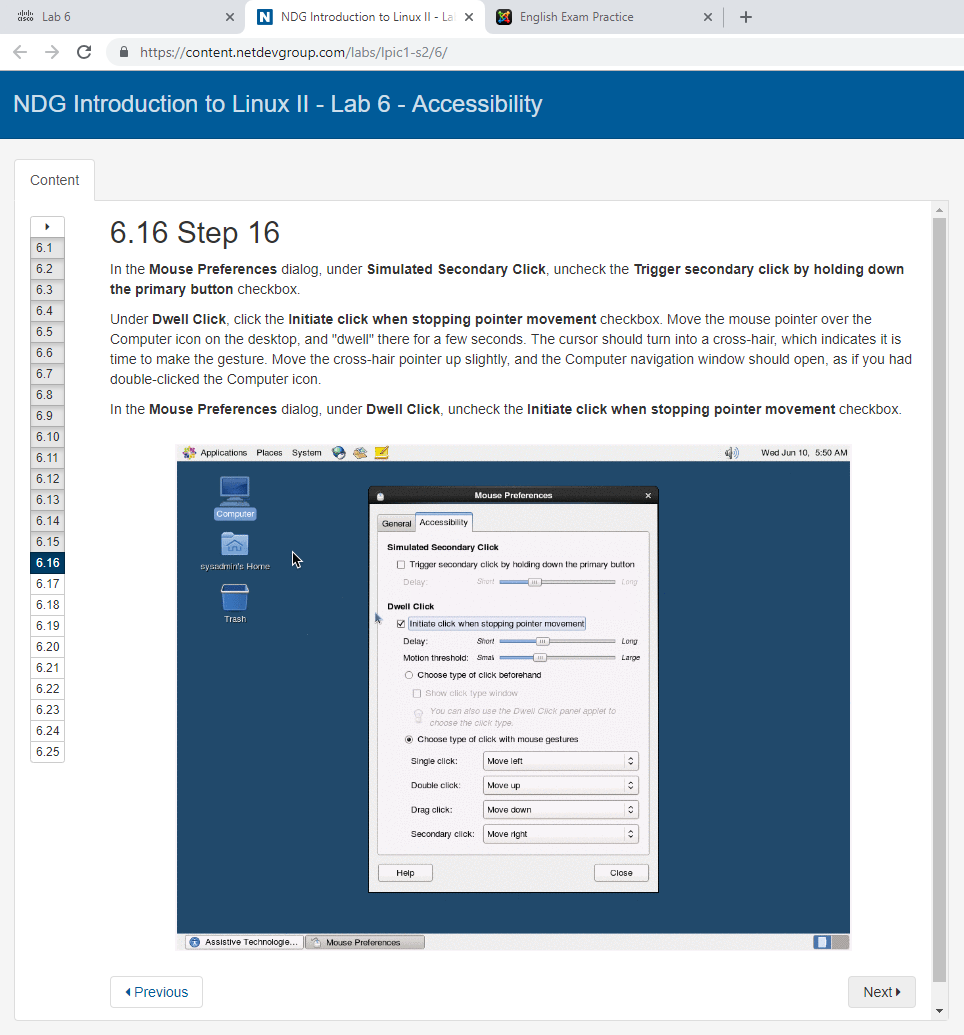 Lab 6
NDG Introduction to Linux II - La
English Exam Practice
https://content.netdevgroup.com/labs/lpic1-s2/6/
NDG Introduction to Linux II - Lab 6 - Accessibility
Content
6.1
6.2
6.3
6.4
6.5
6.6
6.7
6.8
6.9
6.10
6.11
6.12
6.13
6.14
6.15
6.16
6.17
6.18
6.19
6.20
6.21
6.22
6.23
6.24
6.25
6.16 Step 16
In the Mouse Preferences dialog, under Simulated Secondary Click, uncheck the Trigger secondary click by holding down
the primary button checkbox.
Under Dwell Click, click the Initiate click when stopping pointer movement checkbox. Move the mouse pointer over the
Computer icon on the desktop, and "dwell" there for a few seconds. The cursor should turn into a cross-hair, which indicates it is
time to make the gesture. Move the cross-hair pointer up slightly, and the Computer navigation window should open, as if you had
double-clicked the Computer icon.
In the Mouse Preferences dialog, under Dwell Click, uncheck the Initiate click when stopping pointer movement checkbox.
Applications Places System
Wed Jun 10, 5:50 AM
Computer
sysadmin's Home
Trash
Mouse Preferences
General Accessibility
Simulated Secondary Click
Trigger secondary click by holding down the primary button
Delay: Short Long
Dwell Click
Initiate click when stopping pointer movement
Delay: Short Long
Motion threshold: Small Large
Choose type of click beforehand
Show click type window
You can also use the Dwell Click panel applet to
choose the click type.
Choose type of click with mouse gestures
Single click: Move left
Double click: Move up
Drag click: Move down
Secondary click: Move right
Help Close
Assistive Technologie... Mouse Preferences
Previous
Next